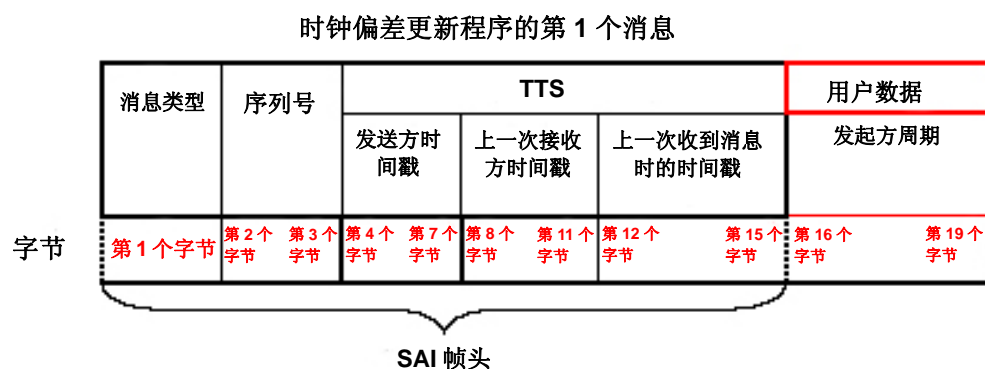 时钟偏差更新程序的第 1 个消息
消息类型
序列号
TTS
用户数据
发送方时
间戳
上一次接收
方时间戳
上一次收到消息
时的时间戳
发起方周期
字节
第 1 个字节
第 2 个
字节
第 3 个
字节
第 4 个
字节
第 7 个
字节
第 8 个
字节
第 11 个
字节
第 12 个
字节
第 15 个
字节
第 16 个
字节
第 19 个
字节
SAI 帧头